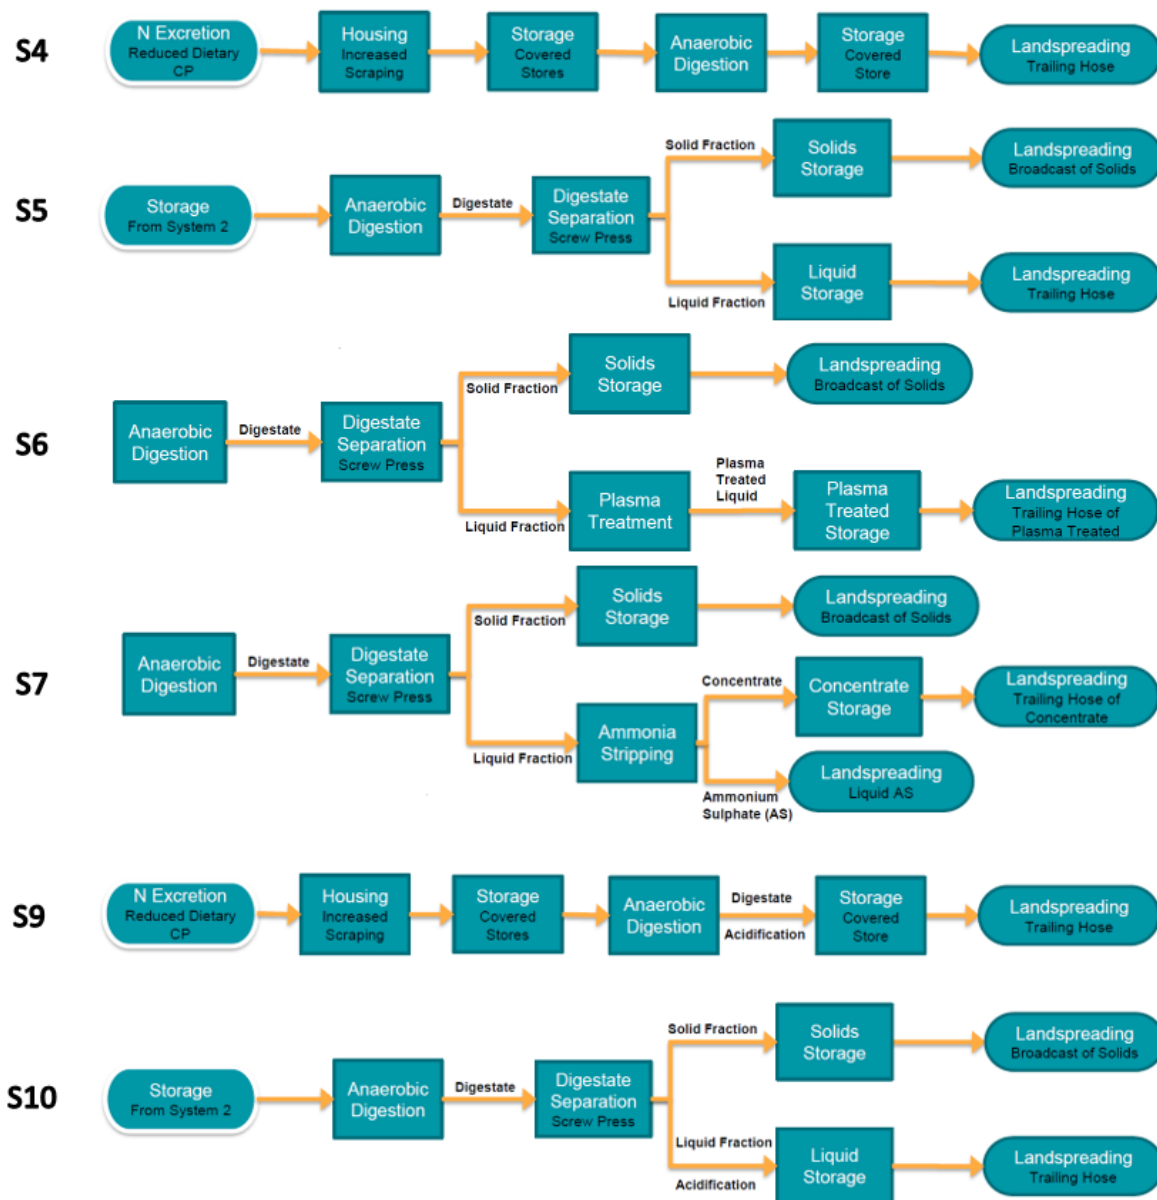 S4
N Excretion
Reduced Dietary
CP
Housing
Increased
Scraping
Storage
Covered
Stores
Anaerobic
Digestion
Storage
Covered
Store
Landspreading
Trailing Hose
S5
Storage
From System 2
Anaerobic
Digestion
Digestate
Digestate
Separation
Screw Press
Solid Fraction
Solids
Storage
Landspreading
Broadcast of Solids
Liquid Fraction
Liquid
Storage
Landspreading
Trailing Hose
S6
Anaerobic
Digestion
Digestate
Digestate
Separation
Screw Press
Solid Fraction
Solids
Storage
Landspreading
Broadcast of Solids
Liquid Fraction
Plasma
Treatment
Plasma
Treated
Liquid
Plasma
Treated
Storage
Landspreading
Trailing Hose of
Plasma Treated
S7
Anaerobic
Digestion
Digestate
Digestate
Separation
Screw Press
Solid Fraction
Solids
Storage
Landspreading
Broadcast of Solids
Liquid Fraction
Ammonia
Stripping
Concentrate
Concentrate
Storage
Landspreading
Trailing Hose of
Concentrate
Ammonium
Sulphate (AS)
Landspreading
Liquid AS
S9
N Excretion
Reduced Dietary
CP
Housing
Increased
Scraping
Storage
Covered
Stores
Anaerobic
Digestion
Digestate
Acidification
Storage
Covered
Store
Landspreading
Trailing Hose
S10
Storage
From System 2
Anaerobic
Digestion
Digestate
Digestate
Separation
Screw Press
Solid Fraction
Solids
Storage
Landspreading
Broadcast of Solids
Liquid Fraction
Acidification
Liquid
Storage
Landspreading
Trailing Hose